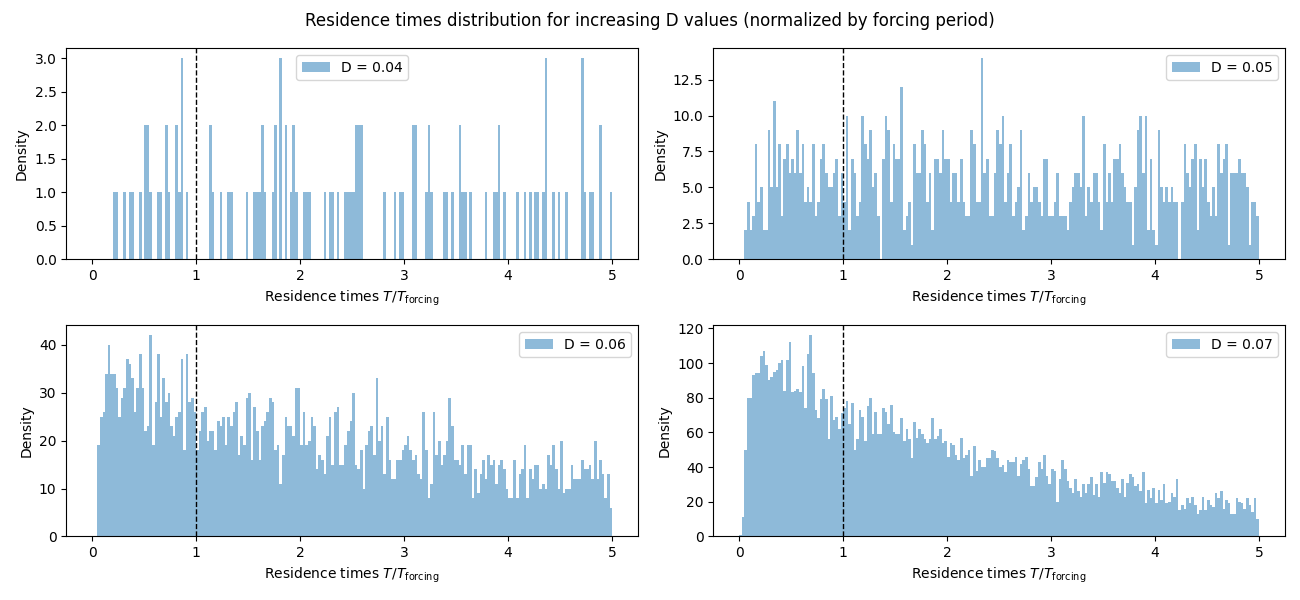 Residence times distribution for increasing D values (normalized by forcing period)
3.0
2.5
2.0
1.5
1.0
0.5
0.0
Density
D = 0.04
0 1 2 3 4 5
Residence times T/T_forcing
12.5
10.0
7.5
5.0
2.5
0.0
Density
D = 0.05
0 1 2 3 4 5
Residence times T/T_forcing
40
30
20
10
0
Density
D = 0.06
0 1 2 3 4 5
Residence times T/T_forcing
120
100
80
60
40
20
0
Density
D = 0.07
0 1 2 3 4 5
Residence times T/T_forcing